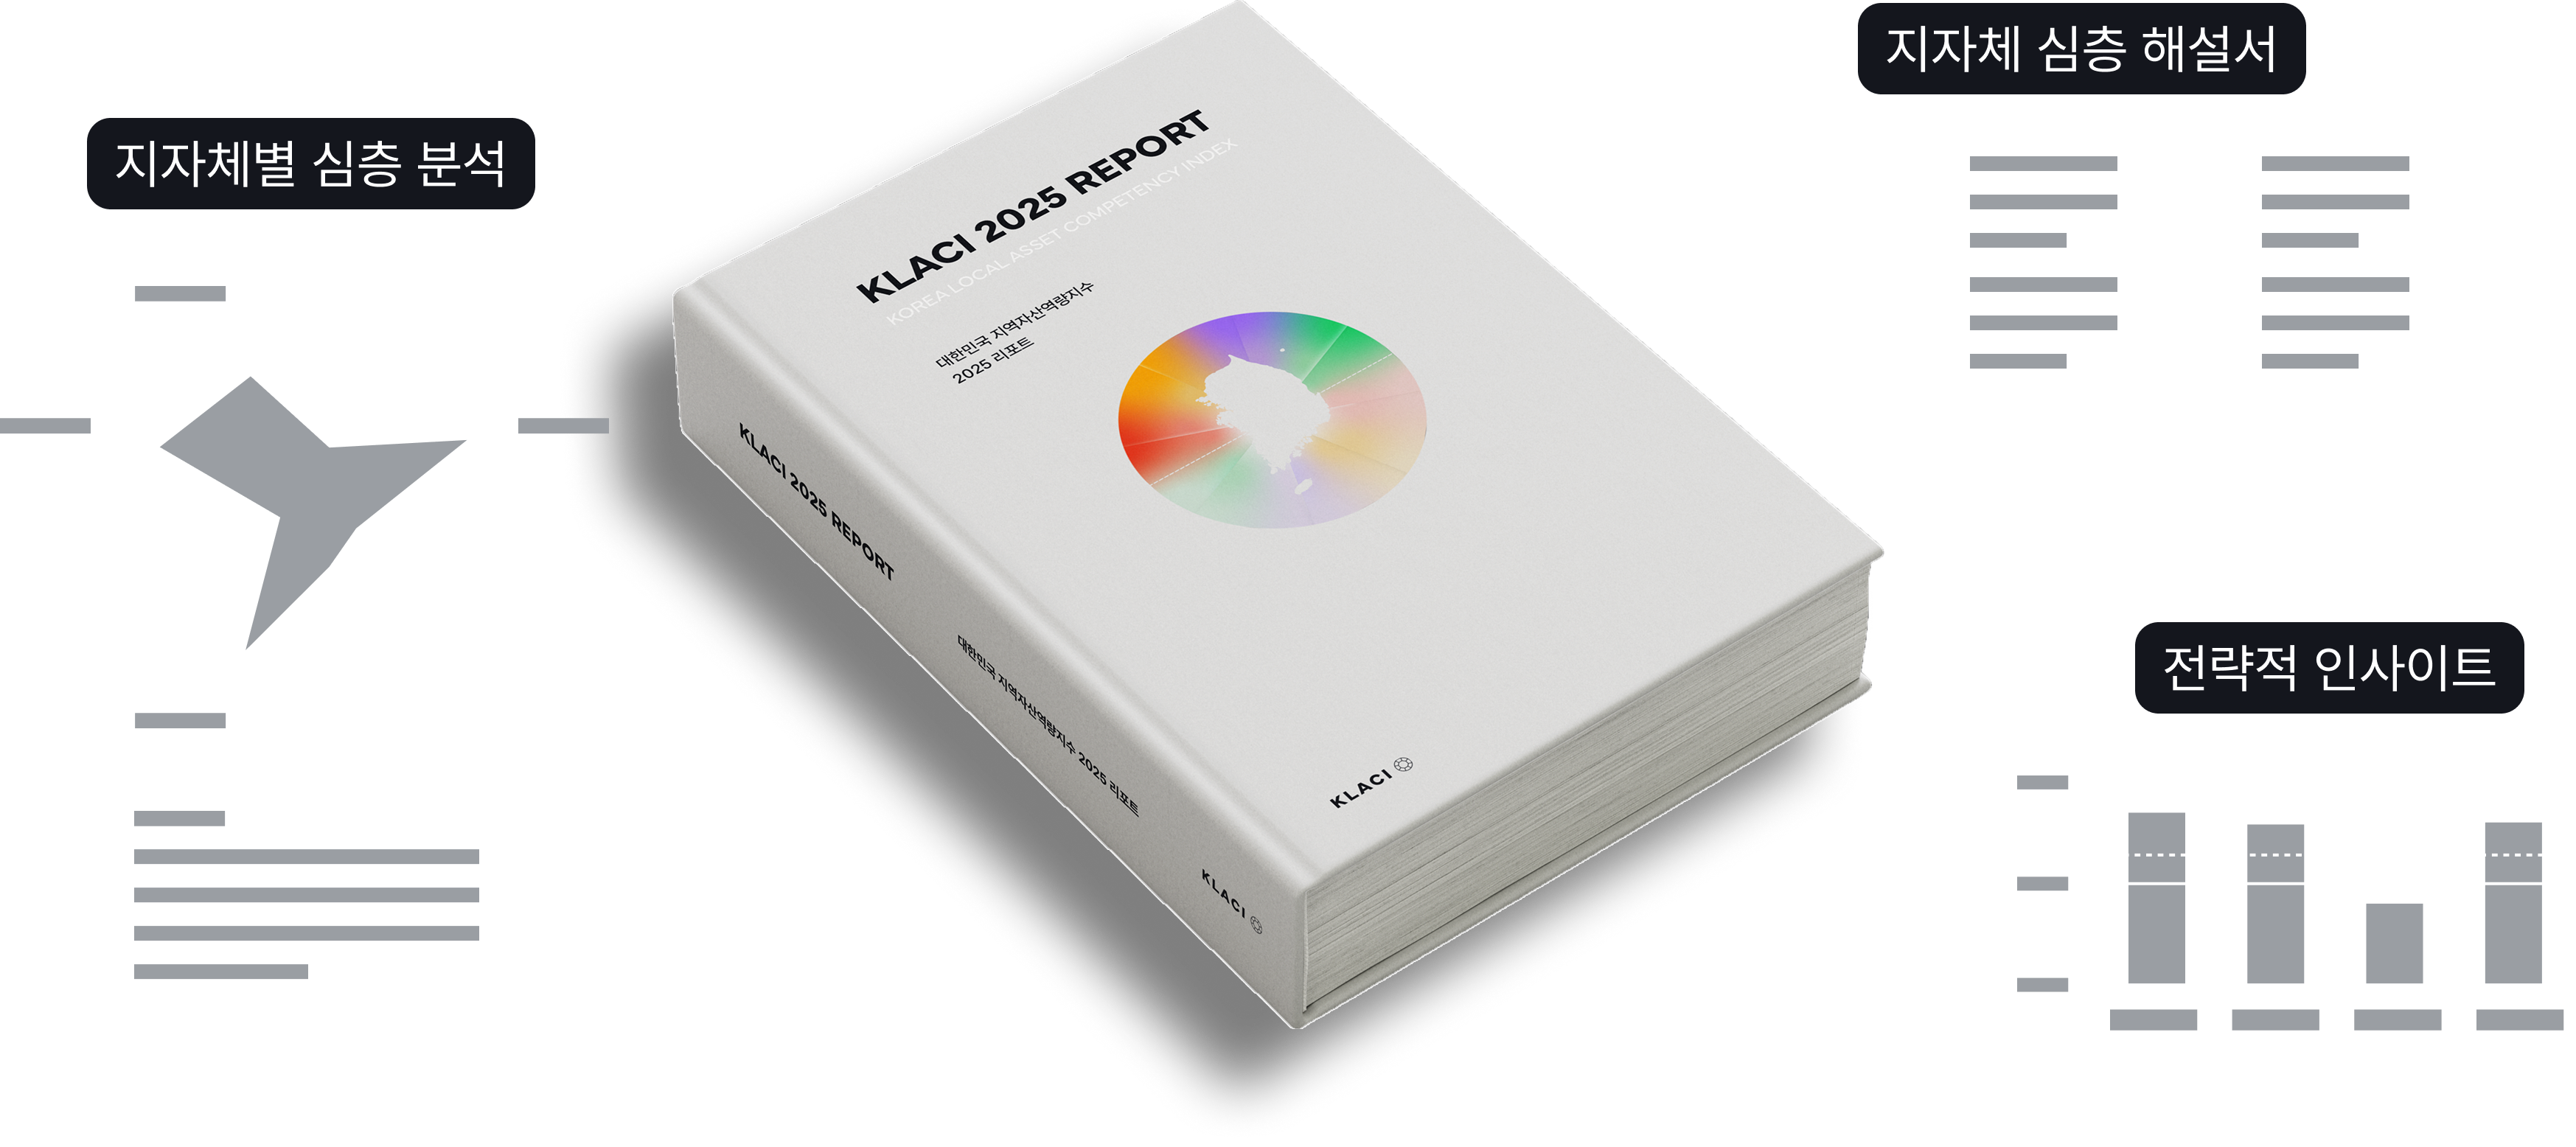 지자체별 심층 분석
KLACI 2025 REPORT
KOREA LOCAL ASSET COMPETENCY INDEX
대한민국 지역자산역량지수
2025 리포트
KLACI
KLACI 2025 REPORT
대한민국 지역자산역량지수 2025 리포트
KLACI
지자체 심층 해설서
전략적 인사이트